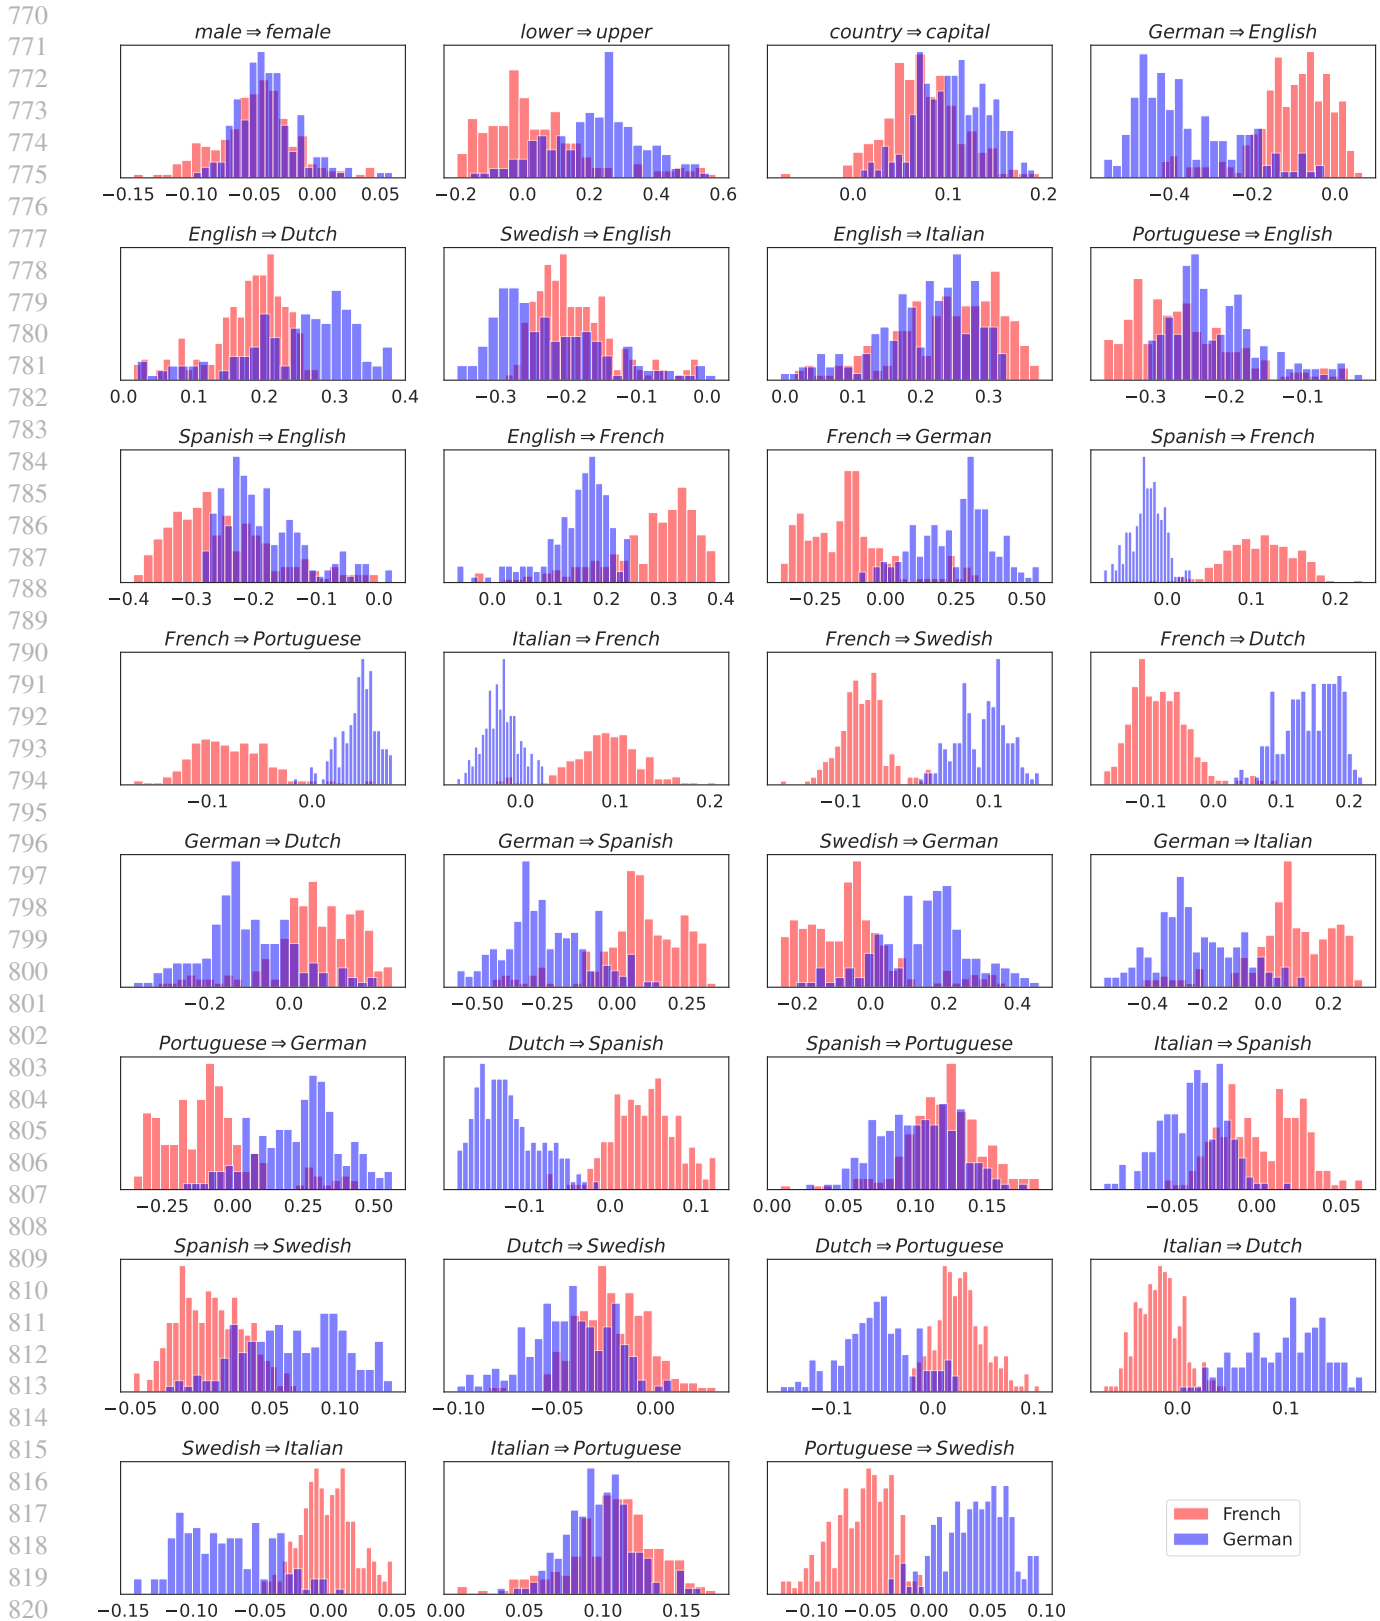 770
771
772
773
774
775
776
777
778
779
780
781
782
783
784
785
786
787
788
789
790
791
792
793
794
795
796
797
798
799
800
801
802
803
804
805
806
807
808
809
810
811
812
813
814
815
816
817
818
819
820
male ⇒ female
−0.15 −0.10 −0.05 0.00 0.05
lower ⇒ upper
−0.2 0.0 0.2 0.4 0.6
country ⇒ capital
0.0 0.1 0.2
German ⇒ English
−0.4 −0.2 0.0
English ⇒ Dutch
0.0 0.1 0.2 0.3 0.4
Swedish ⇒ English
−0.3 −0.2 −0.1 0.0
English ⇒ Italian
0.0 0.1 0.2 0.3
Portuguese ⇒ English
−0.3 −0.2 −0.1
Spanish ⇒ English
−0.4 −0.3 −0.2 −0.1 0.0
English ⇒ French
0.0 0.1 0.2 0.3 0.4
French ⇒ German
−0.25 0.00 0.25 0.50
Spanish ⇒ French
0.0 0.1 0.2
French ⇒ Portuguese
−0.1 0.0
Italian ⇒ French
0.0 0.1 0.2
French ⇒ Swedish
−0.1 0.0 0.1
French ⇒ Dutch
−0.1 0.0 0.1 0.2
German ⇒ Dutch
−0.2 0.0 0.2
German ⇒ Spanish
−0.50 −0.25 0.00 0.25
Swedish ⇒ German
−0.2 0.0 0.2 0.4
German ⇒ Italian
−0.4 −0.2 0.0 0.2
Portuguese ⇒ German
−0.25 0.00 0.25 0.50
Dutch ⇒ Spanish
−0.1 0.0 0.1
Spanish ⇒ Portuguese
0.00 0.05 0.10 0.15
Italian ⇒ Spanish
−0.05 0.00 0.05
Spanish ⇒ Swedish
−0.05 0.00 0.05 0.10
Dutch ⇒ Swedish
−0.10 −0.05 0.00
Dutch ⇒ Portuguese
−0.1 0.0 0.1
Italian ⇒ Dutch
0.0 0.1
Swedish ⇒ Italian
−0.15 −0.10 −0.05 0.00 0.05
Italian ⇒ Portuguese
0.00 0.05 0.10 0.15
Portuguese ⇒ Swedish
−0.10 −0.05 0.00 0.05 0.10
French
German